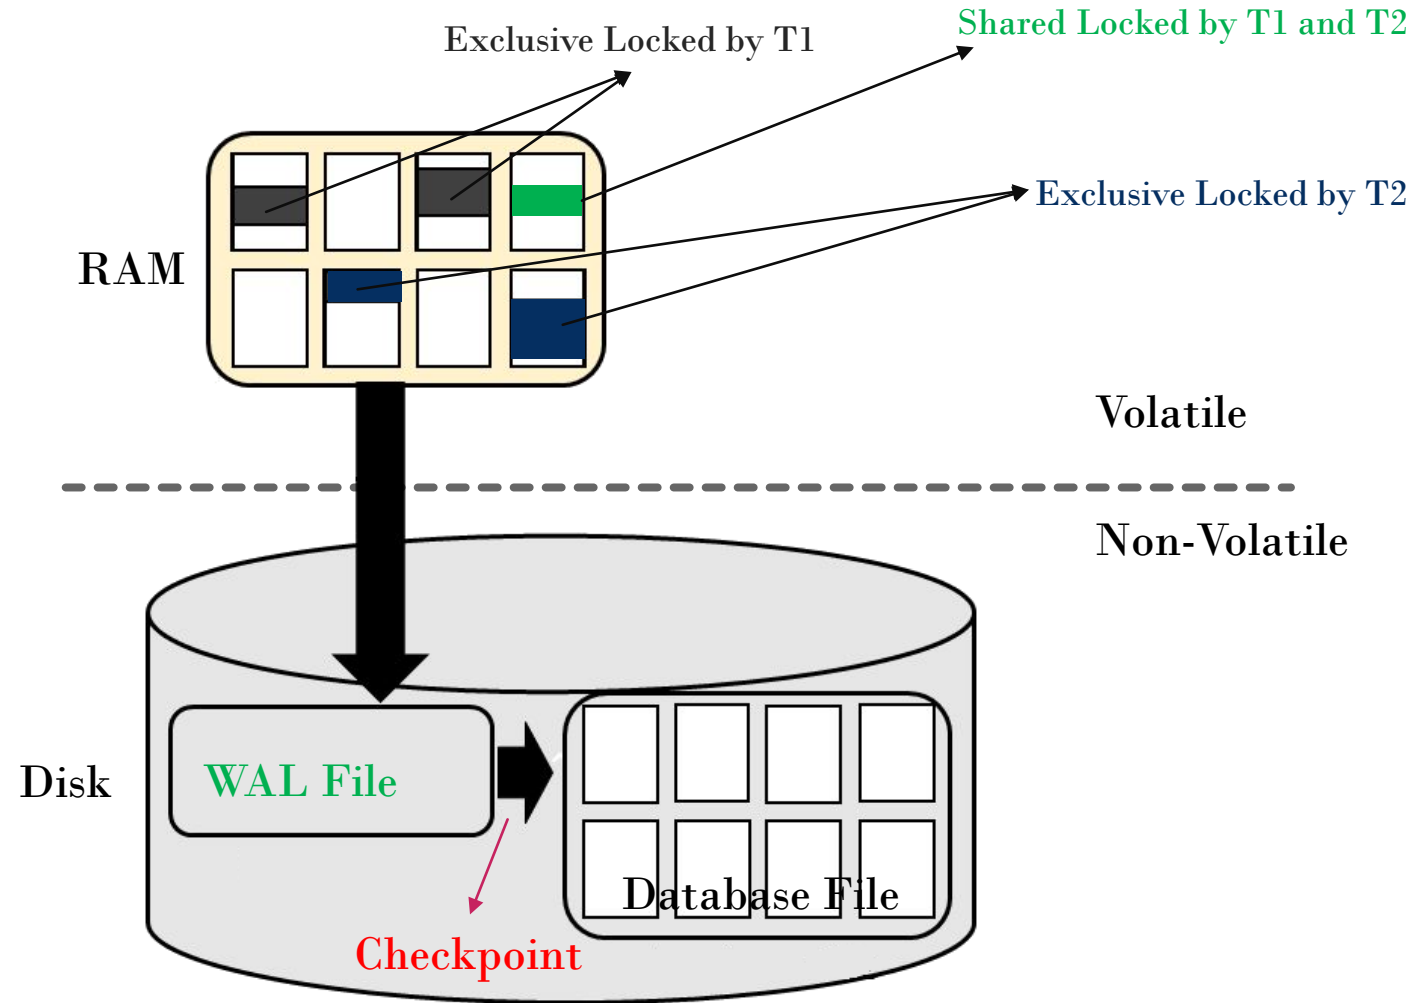 Shared Locked by T1 and T2
Exclusive Locked by T1
Exclusive Locked by T2
RAM
Volatile
Non-Volatile
Disk
WAL File
Database File
Checkpoint